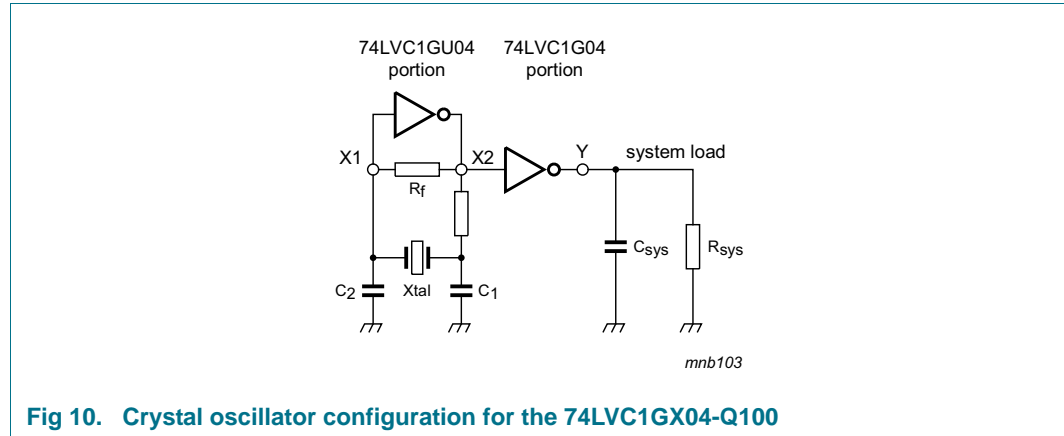 74LVC1GU04
portion
74LVC1G04
portion
X1
Rf
X2
Y
system load
C2
Xtal
C1
Csys
Rsys
mnb103
Fig 10. Crystal oscillator configuration for the 74LVC1GX04-Q100